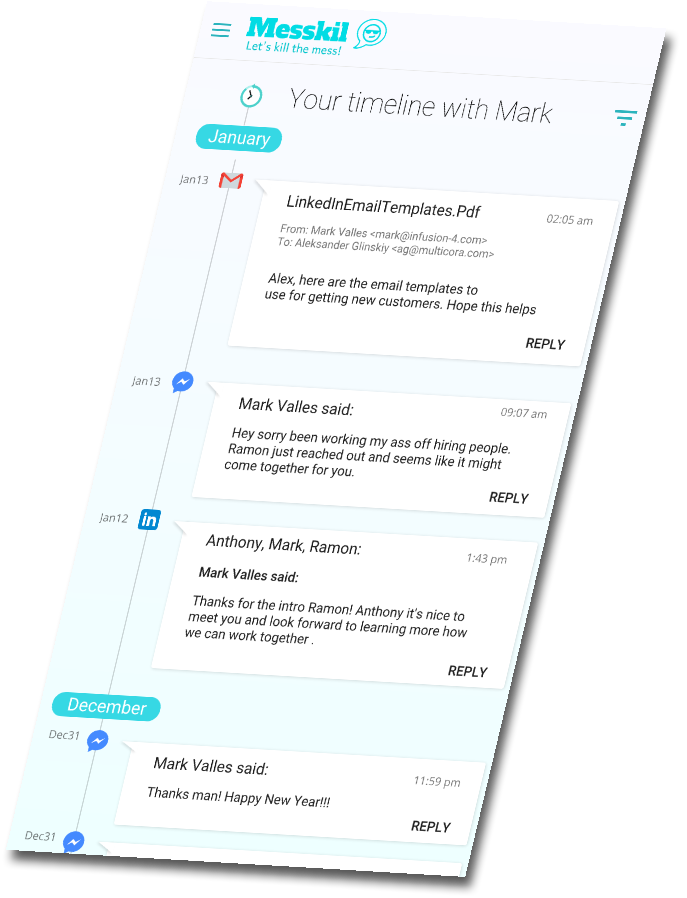 Messkil
Let's kill the mess!
Your timeline with Mark
January
Jan13
LinkedInEmailTemplates.Pdf
02:05 am
From: Mark Valles <mark@infusion-4.com>
To: Aleksander Glinskiy <ag@multicora.com>
Alex, here are the email templates to
use for getting new customers. Hope this helps
REPLY
Jan13
Mark Valles said:
09:07 am
Hey sorry been working my ass off hiring people.
Ramon just reached out and seems like it might
come together for you.
REPLY
Jan12
in
Anthony, Mark, Ramon:
1:43 pm
Mark Valles said:
Thanks for the intro Ramon! Anthony it's nice to
meet you and look forward to learning more how
we can work together .
REPLY
December
Dec31
Mark Valles said:
11:59 pm
Thanks man! Happy New Year!!!
REPLY
Dec31